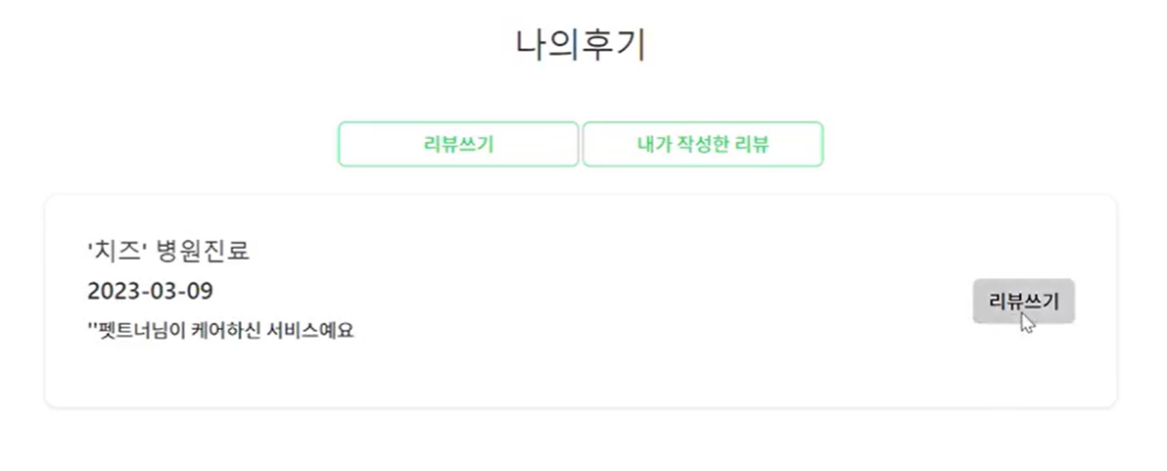 나의후기
리뷰쓰기
내가 작성한 리뷰
'치즈' 병원진료
2023-03-09
''펫트너님이 케어하신 서비스예요
리뷰쓰기